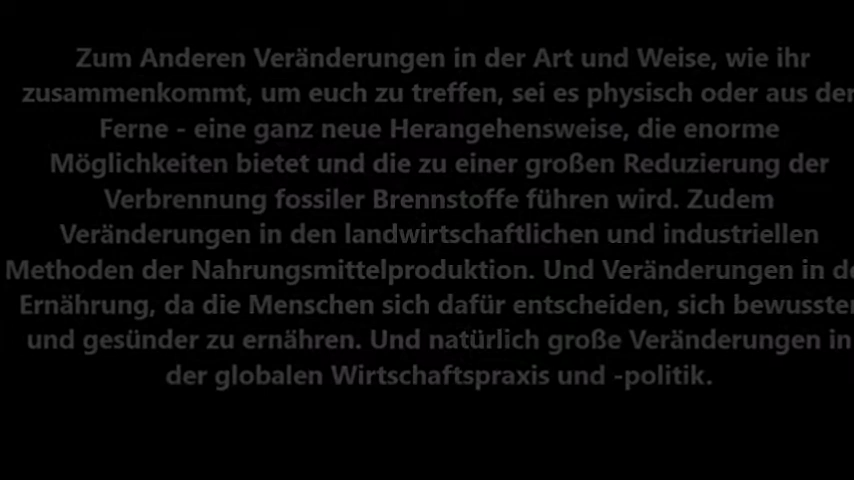 Zum Anderen Veränderungen in der Art und Weise, wie ihr
zusammenkommt, um euch zu treffen, sei es physisch oder aus der
Ferne - eine ganz neue Herangehensweise, die enorme
Möglichkeiten bietet und die zu einer großen Reduzierung der
Verbrennung fossiler Brennstoffe führen wird. Zudem
Veränderungen in den landwirtschaftlichen und industriellen
Methoden der Nahrungsmittelproduktion. Und Veränderungen in de
Ernährung, da die Menschen sich dafür entscheiden, sich bewusster
und gesünder zu ernähren. Und natürlich große Veränderungen in
der globalen Wirtschaftspraxis und -politik.